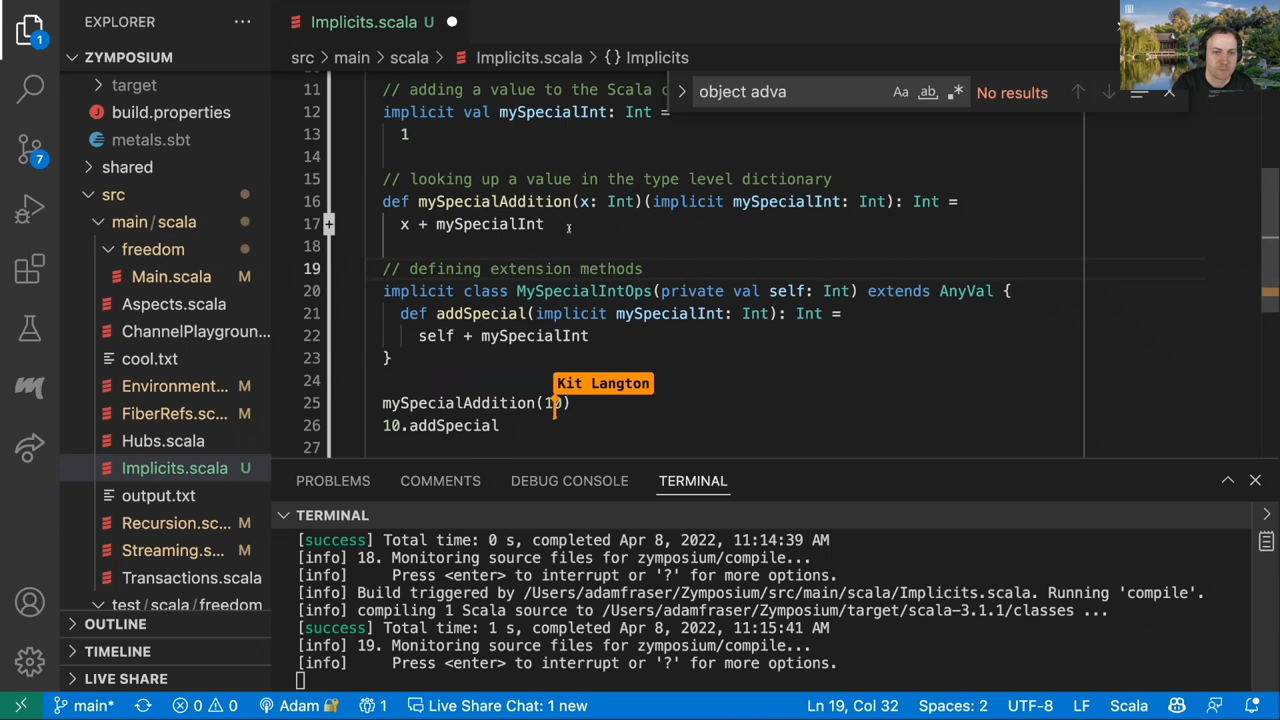 EXPLORER
ZYMPOSIUM
target
build.properties
metals.sbt
shared
src
main / scala
freedom
Main.scala M
Aspects.scala
ChannelPlaygroun...
cool.txt
Environment... M
FiberRefs.scala M
Hubs.scala
Implicits.scala U
output.txt
Recursion.sc... M
Streaming.s... M
Transactions.scala
test/scala/freedom
OUTLINE
TIMELINE
LIVE SHARE
1
7
Implicits.scala U
src > main > scala > Implicits.scala > {} Implicits
object adva
Aa ab .* No results
11 // adding a value to the Scala
12 implicit val mySpecialInt: Int =
13 1
14
15 // looking up a value in the type level dictionary
16 def mySpecialAddition(x: Int)(implicit mySpecialInt: Int): Int =
17 x + mySpecialInt
18
19 // defining extension methods
20 implicit class MySpecialIntOps(private val self: Int) extends AnyVal {
21 def addSpecial(implicit mySpecialInt: Int): Int =
22 self + mySpecialInt
23 }
24
Kit Langton
25 mySpecialAddition(10)
26 10.addSpecial
27
PROBLEMS COMMENTS DEBUG CONSOLE TERMINAL
TERMINAL
[success] Total time: 0 s, completed Apr 8, 2022, 11:14:39 AM
[info] 18. Monitoring source files for zymposium/compile...
[info] Press <enter> to interrupt or '?' for more options.
[info] Build triggered by /Users/adamfraser/Zymposium/src/main/scala/Implicits.scala. Running 'compile'.
[info] compiling 1 Scala source to /Users/adamfraser/Zymposium/target/scala-3.1.1/classes ...
[success] Total time: 1 s, completed Apr 8, 2022, 11:15:41 AM
[info] 19. Monitoring source files for zymposium/compile...
[info] Press <enter> to interrupt or '?' for more options.
main* 0 0 Adam 1 Live Share Chat: 1 new Ln 19, Col 32 Spaces: 2 UTF-8 LF Scala